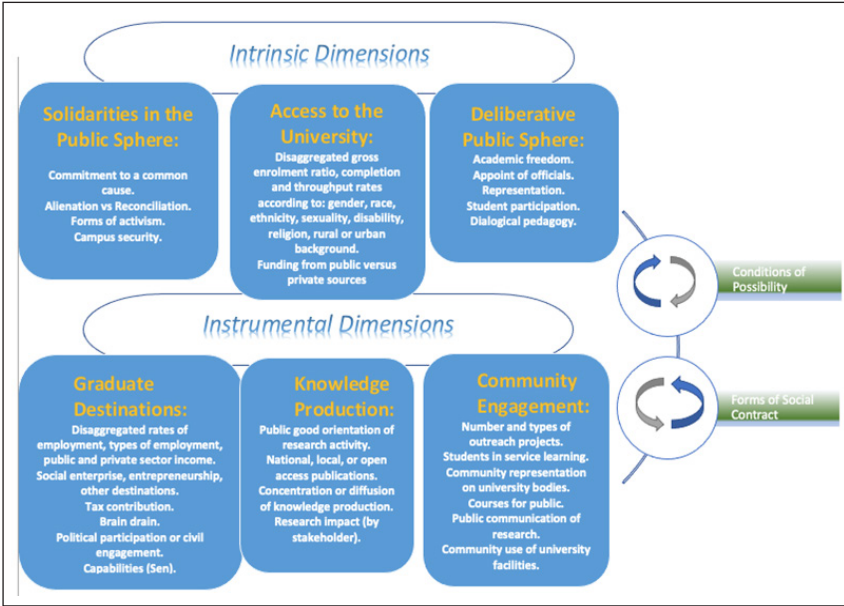 Intrinsic Dimensions
Solidarities in the
Public Sphere:
Commitment to a common
cause.
Alienation vs Reconciliation.
Forms of activism.
Campus security.
Access to the
University:
Disaggregated gross
enrolment ratio, completion
and throughput rates
according to: gender, race,
ethnicity, sexuality, disability,
religion, rural or urban
background.
Funding from public versus
private sources
Deliberative
Public Sphere:
Academic freedom.
Appoint of officials.
Representation.
Student participation.
Dialogical pedagogy.
Conditions of
Possibility
Instrumental Dimensions
Graduate
Destinations:
Disaggregated rates of
employment, types of employment,
public and private sector income.
Social enterprise, entrepreneurship,
other destinations.
Tax contribution.
Brain drain.
Political participation or civil
engagement.
Capabilities (Sen).
Knowledge
Production:
Public good orientation of
research activity.
National, local, or open
access publications.
Concentration or diffusion
of knowledge production.
Research impact (by
stakeholder).
Community
Engagement:
Number and types of
outreach projects.
Students in service learning.
Community representation
on university bodies.
Courses for public.
Public communication of
research.
Community use of university
facilities.
Forms of Social
Contract